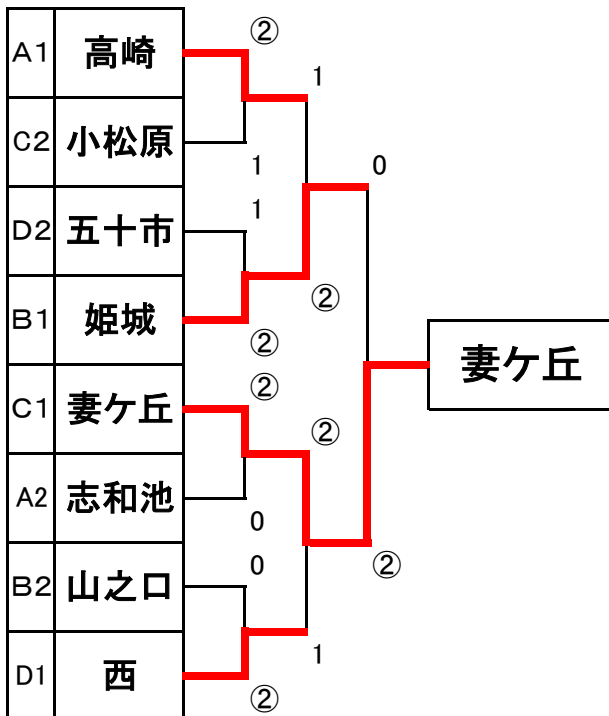 A1 高崎 ②
1
C2 小松原 1
0
D2 五十市 1
B1 姫城 ②
②
妻ケ丘
C1 妻ケ丘 ②
②
A2 志和池 0
B2 山之口 0
②
D1 西 ②
1